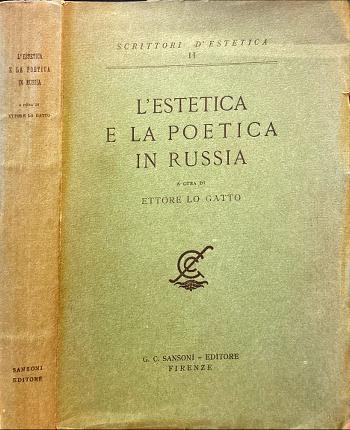 L'ESTETICA
E LA POETICA
IN RUSSIA
A CURA DI
ETTORE LO GATTO
SANSONI
EDITORE
SCRITTORI D'ESTETICA
II
L'ESTETICA
E LA POETICA
IN RUSSIA
A CURA DI
ETTORE LO GATTO
G. C. SANSONI – EDITORE
FIRENZE